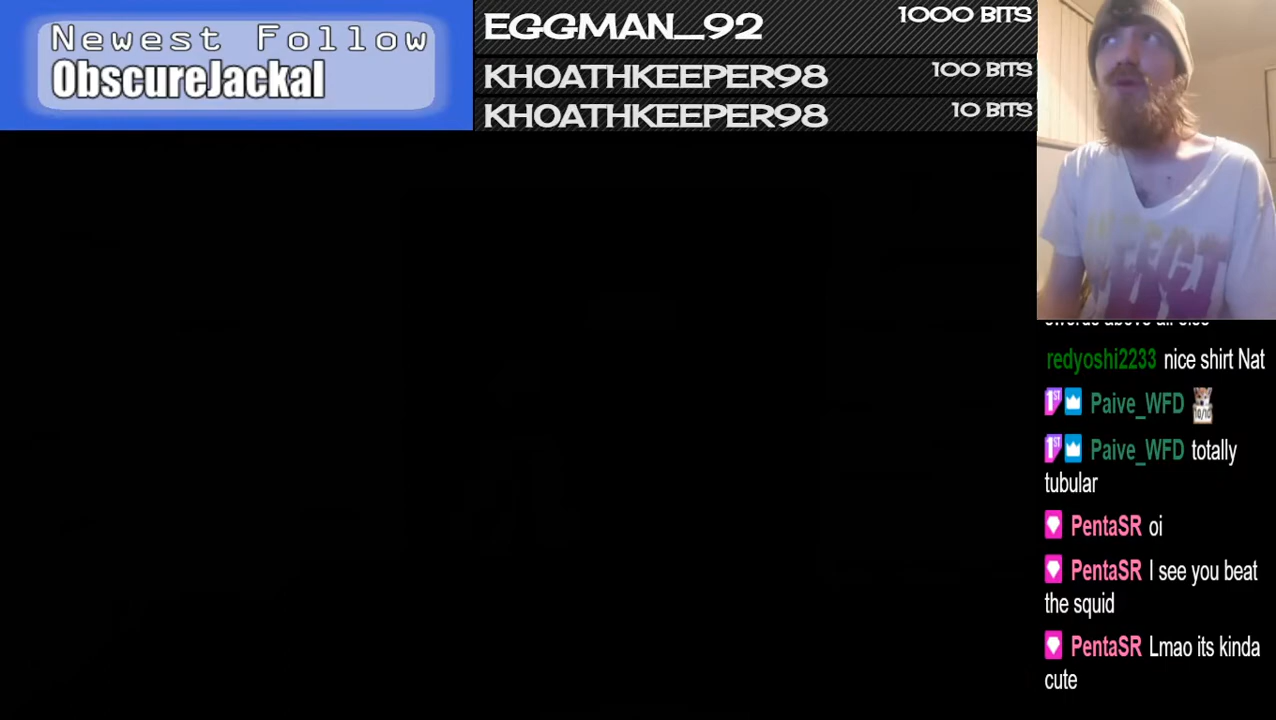 Newest Follow
ObscureJackal
EGGMAN_92 1000 BITS
KHOATHKEEPER98 100 BITS
KHOATHKEEPER98 10 BITS
redyoshi2233 nice shirt Nat
Paive_WFD
Paive_WFD totally
tubular
PentaSR oi
PentaSR I see you beat
the squid
PentaSR Lmao its kinda
cute